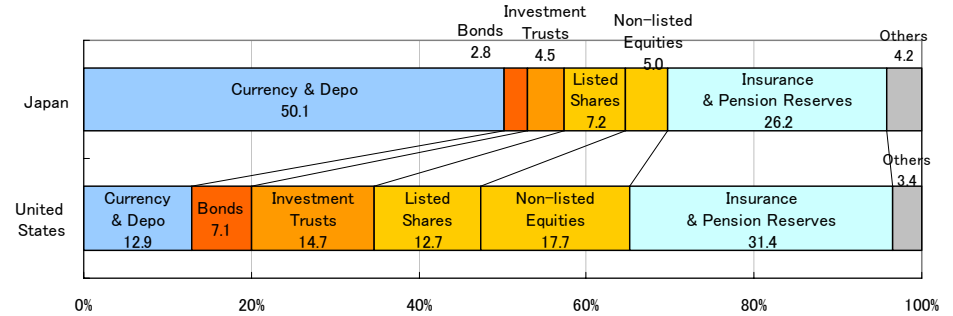 Investment
Trusts
4.5
Bonds
2.8
Non-listed
Equities
5.0
Others
4.2
Japan
Currency & Depo
50.1
Listed
Shares
7.2
Insurance
& Pension Reserves
26.2
Others
3.4
United
States
Currency
& Depo
12.9
Bonds
7.1
Investment
Trusts
14.7
Listed
Shares
12.7
Non-listed
Equities
17.7
Insurance
& Pension Reserves
31.4
0% 20% 40% 60% 80% 100%